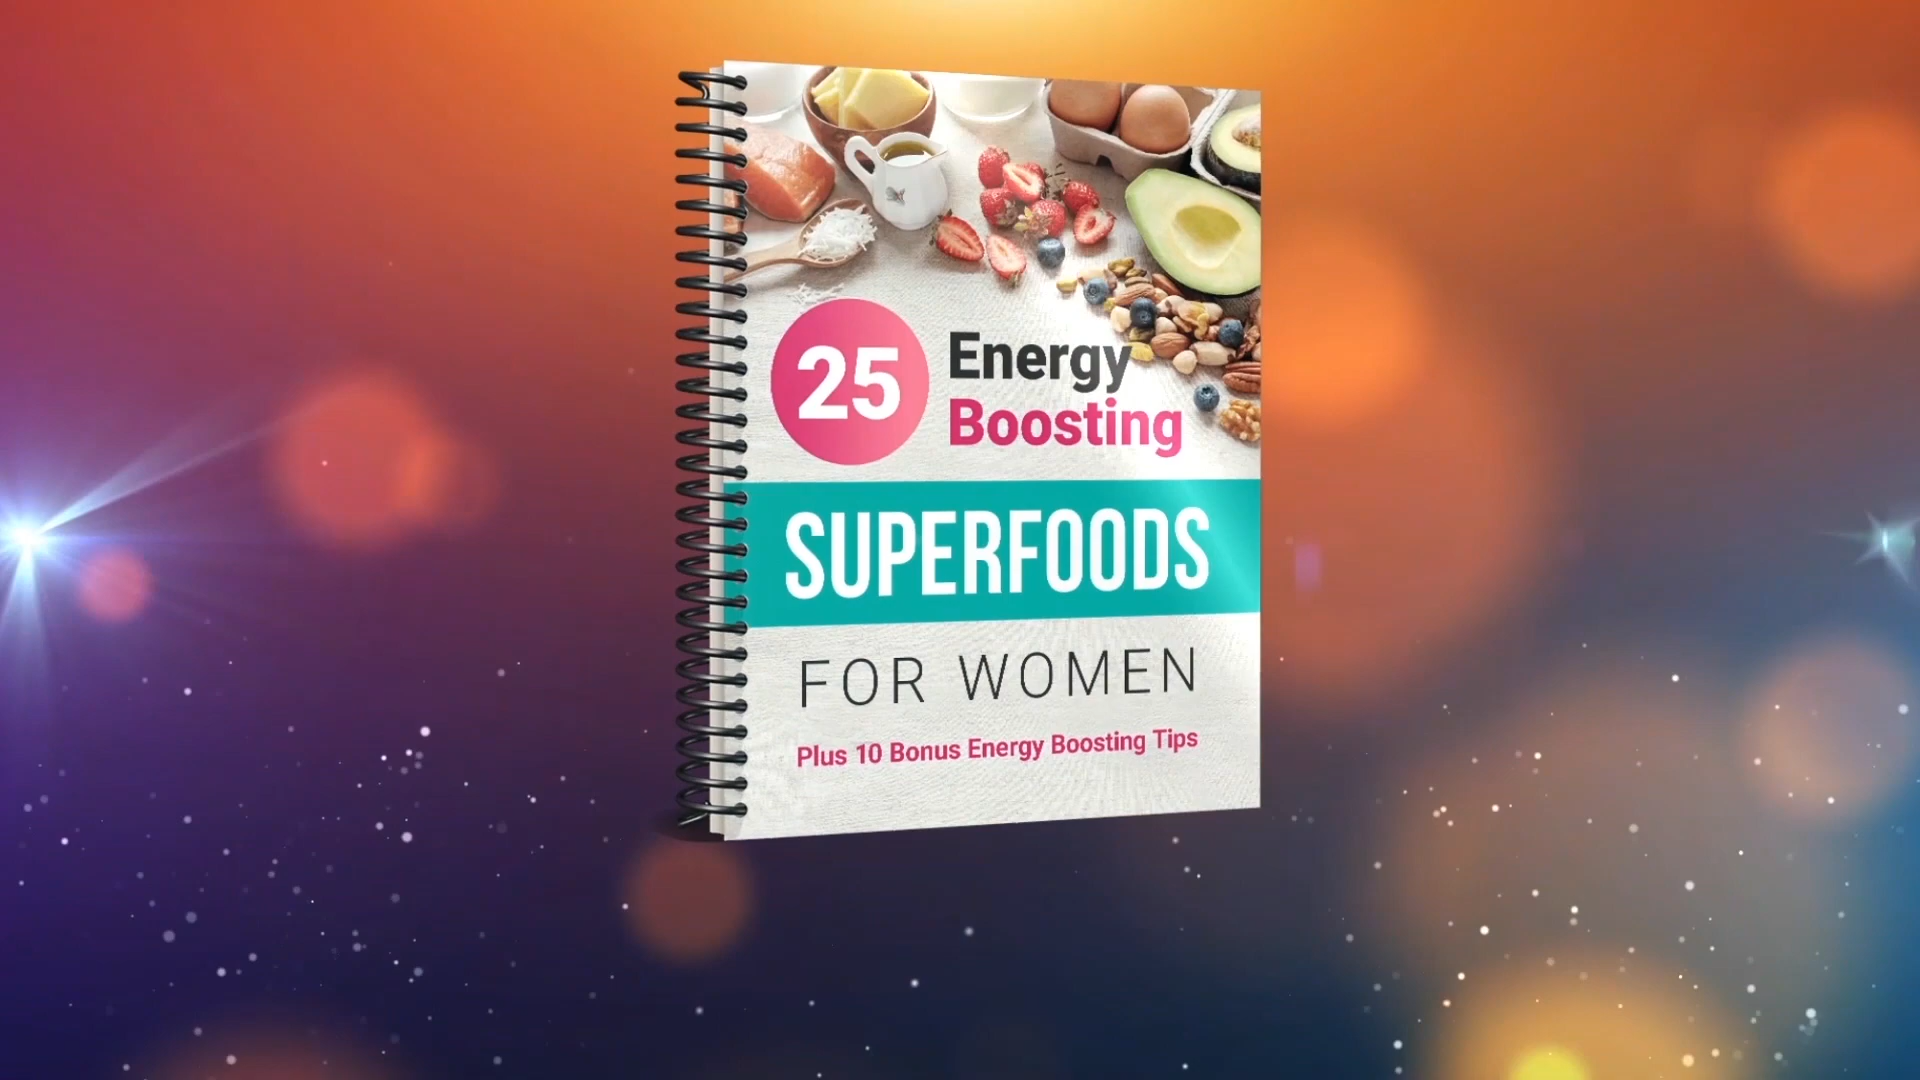 25 Energy
Boosting
SUPERFOODS
FOR WOMEN
Plus 10 Bonus Energy Boosting Tips